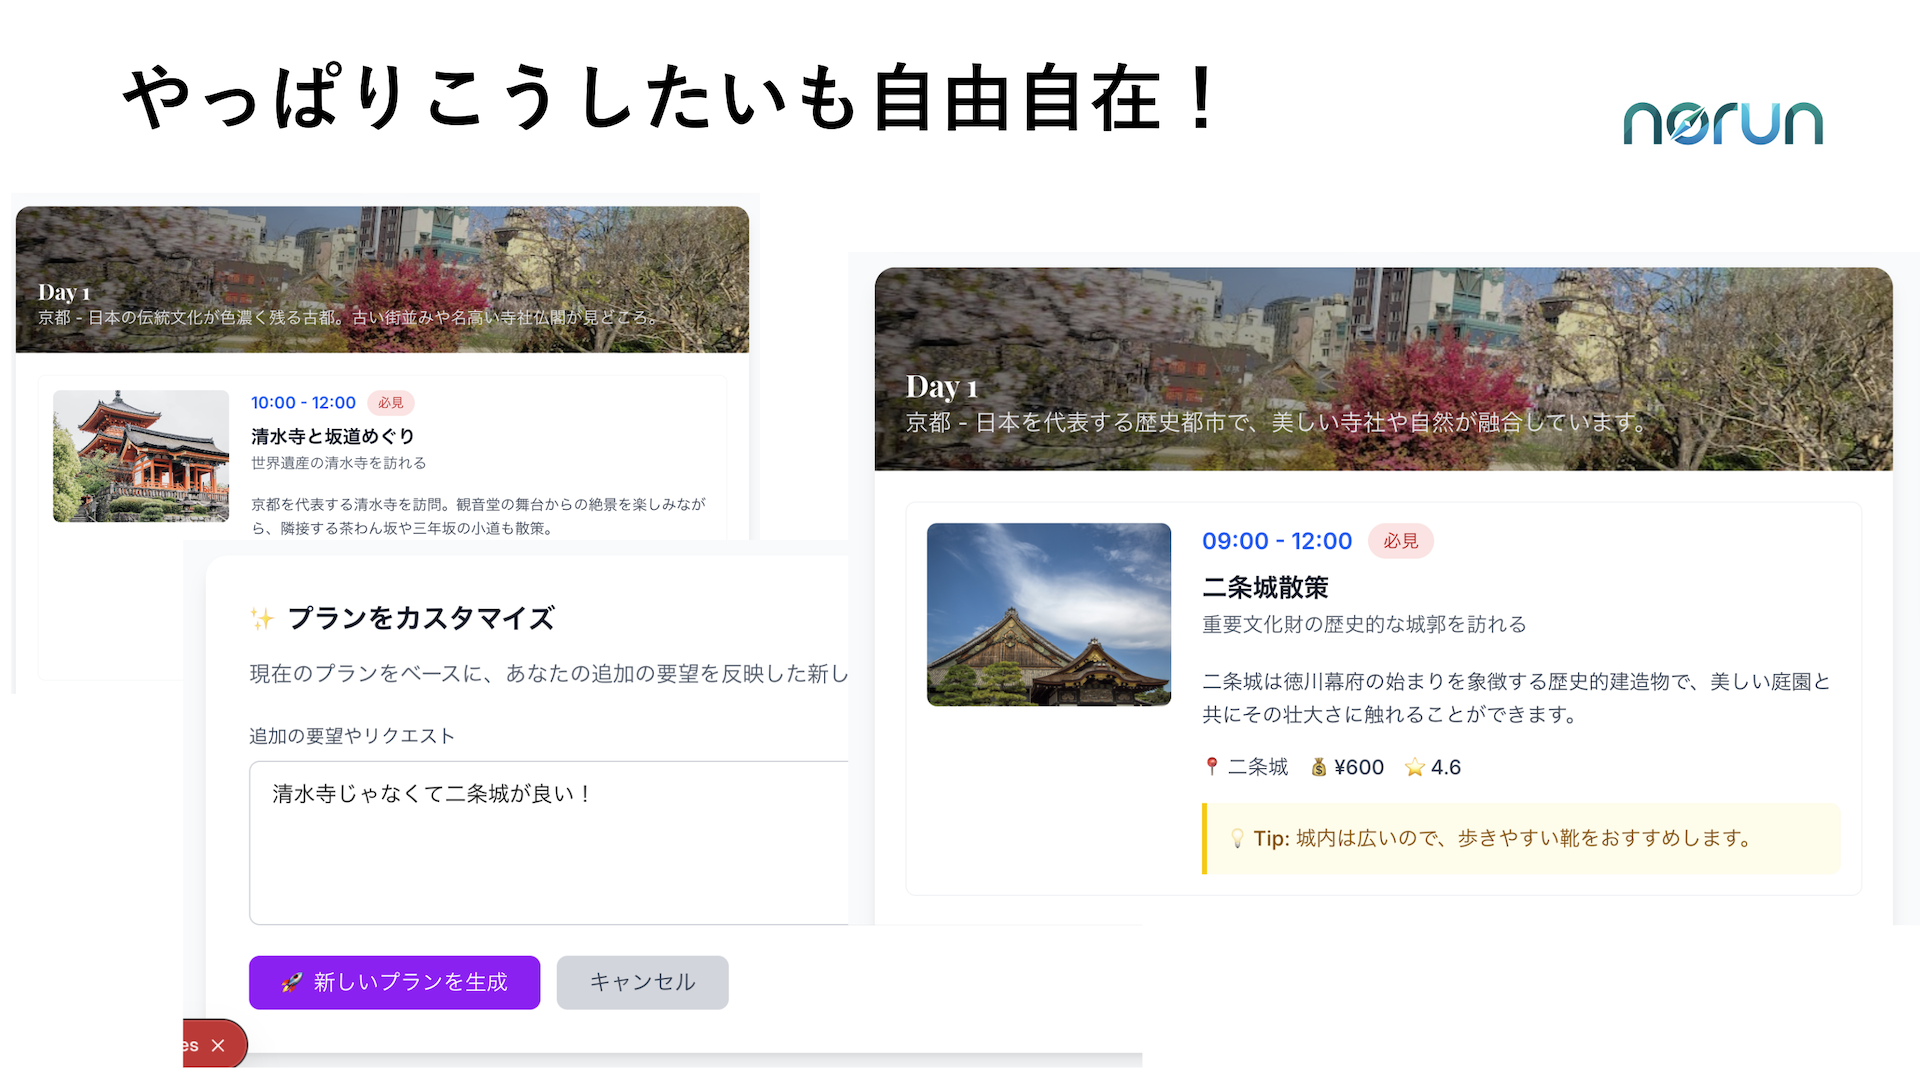 やっぱりこうしたいも自由自在！
norun
Day 1
京都 - 日本の伝統文化が色濃く残る古都。古い街並みや名高い寺社仏閣が見どころ。
10:00 - 12:00 必見
清水寺と坂道めぐり
世界遺産の清水寺を訪れる
京都を代表する清水寺を訪問。観音堂の舞台からの絶景を楽しみなが
ら、隣接する茶わん坂や三年坂の小道も散策。
✨ プランをカスタマイズ
現在のプランをベースに、あなたの追加の要望を反映した新し
追加の要望やリクエスト
清水寺じゃなくて二条城が良い！
🚀 新しいプランを生成
キャンセル
es ×
Day 1
京都 - 日本を代表する歴史都市で、美しい寺社や自然が融合しています。
09:00 - 12:00 必見
二条城散策
重要文化財の歴史的な城郭を訪れる
二条城は徳川幕府の始まりを象徴する歴史的建造物で、美しい庭園と
共にその壮大さに触れることができます。
📍 二条城 💰 ¥600 ⭐ 4.6
💡 Tip: 城内は広いので、歩きやすい靴をおすすめします。